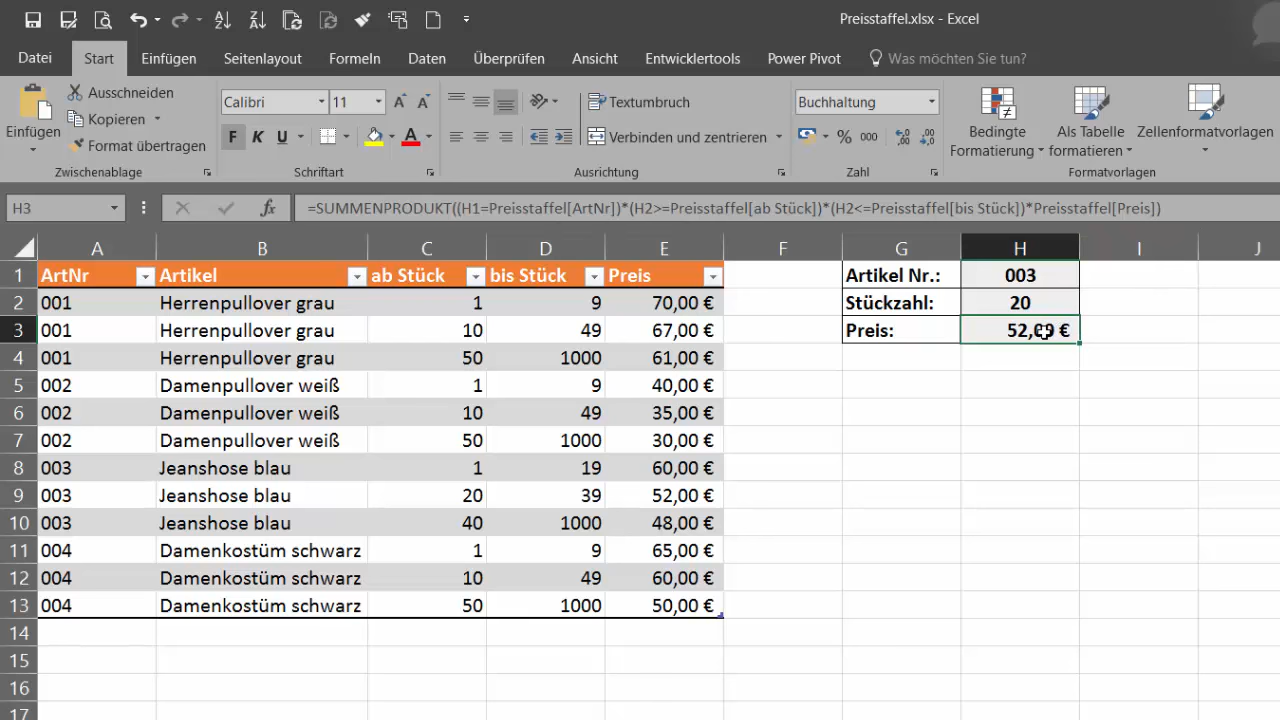 Preisstaffel.xlsx - Excel
Datei Start Einfügen Seitenlayout Formeln Daten Ansicht Überprüfen Entwicklertools Power Pivot Was möchten Sie tun?
Einfügen
Ausschneiden
Kopieren
Format übertragen
Zwischenablage
Calibri 11
F K U
Schriftart
Textumbruch
Verbinden und zentrieren
Ausrichtung
Buchhaltung
% 000
Zahl
Bedingte Formatierung
Als Tabelle formatieren
Zellenformatvorlagen
Formatvorlagen
H3 fx =SUMMENPRODUKT((H1=Preisstaffel[ArtNr])*(H2>=Preisstaffel[ab Stück])*(H2<=Preisstaffel[bis Stück])*Preisstaffel[Preis])
A B C D E F G H I J
1 ArtNr Artikel ab Stück bis Stück Preis Artikel Nr.: 003
2 001 Herrenpullover grau 1 9 70,00 € Stückzahl: 20
3 001 Herrenpullover grau 10 49 67,00 € Preis: 52,00 €
4 001 Herrenpullover grau 50 1000 61,00 €
5 002 Damenpullover weiß 1 9 40,00 €
6 002 Damenpullover weiß 10 49 35,00 €
7 002 Damenpullover weiß 50 1000 30,00 €
8 003 Jeanshose blau 1 19 60,00 €
9 003 Jeanshose blau 20 39 52,00 €
10 003 Jeanshose blau 40 1000 48,00 €
11 004 Damenkostüm schwarz 1 9 65,00 €
12 004 Damenkostüm schwarz 10 49 60,00 €
13 004 Damenkostüm schwarz 50 1000 50,00 €
14
15
16
17